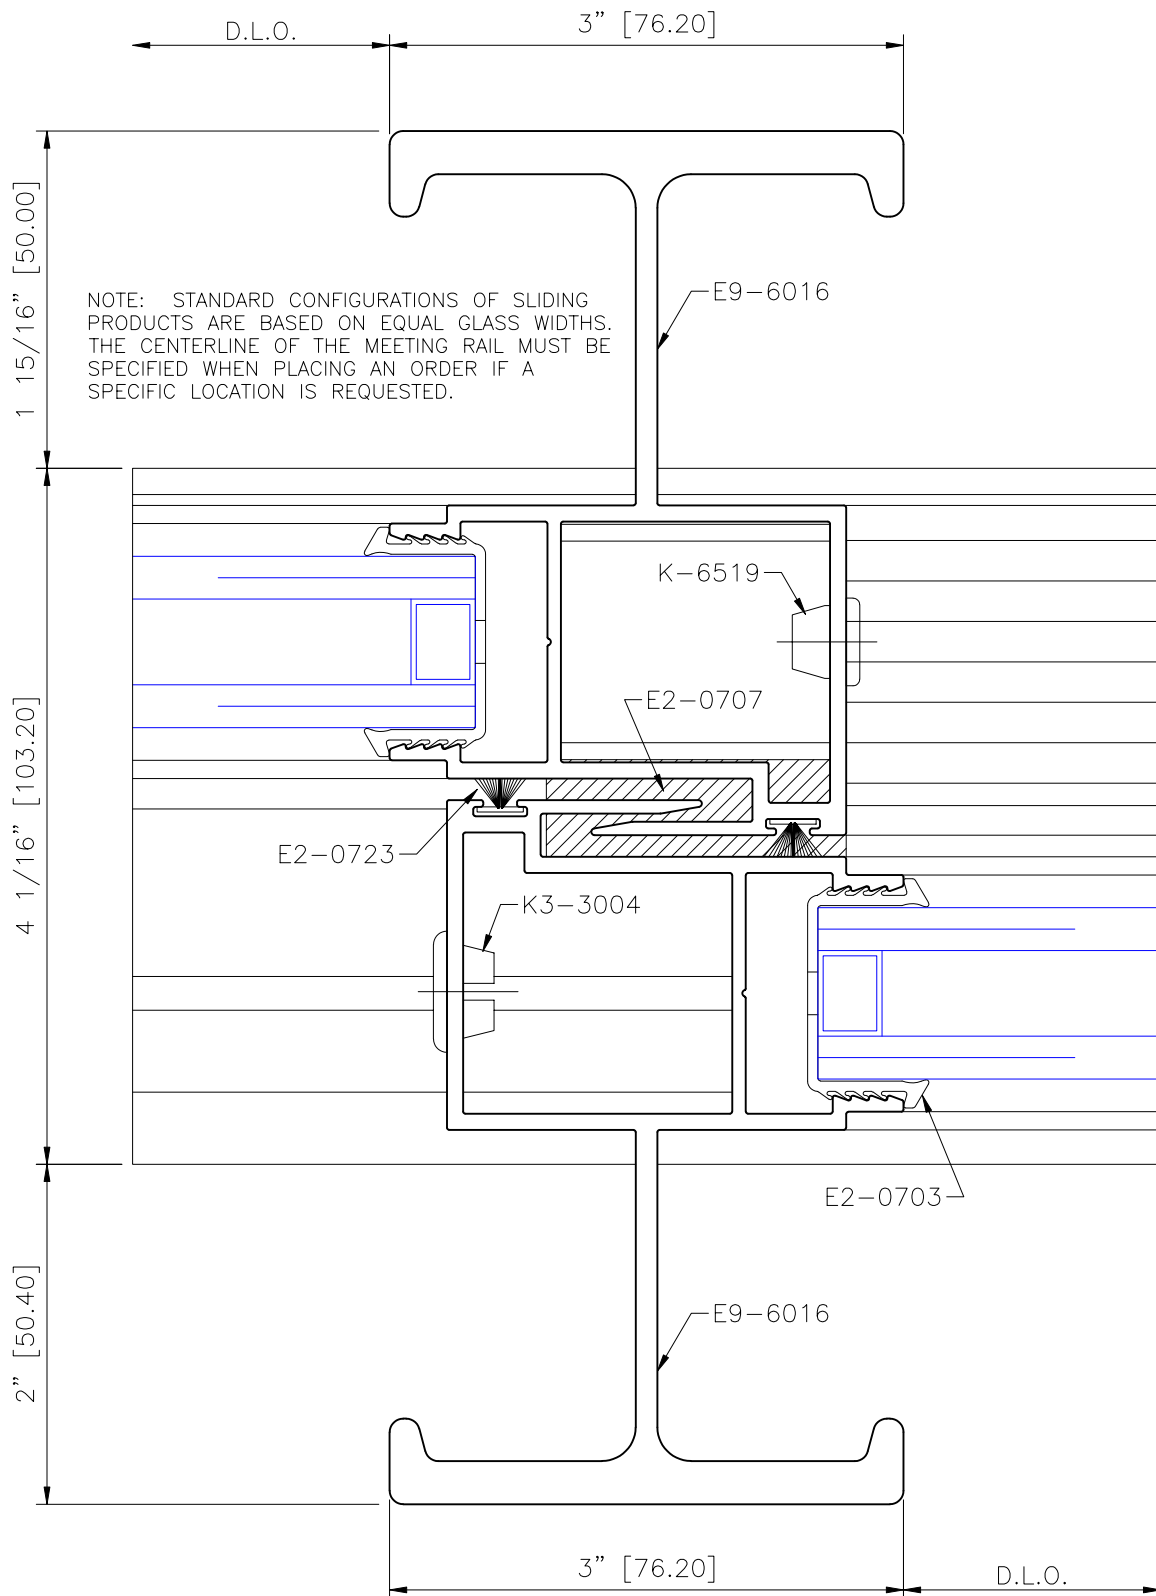 D.L.O.
3” [76.20]
1 15/16” [50.00]
E9-6016
NOTE: STANDARD CONFIGURATIONS OF SLIDING
PRODUCTS ARE BASED ON EQUAL GLASS WIDTHS.
THE CENTERLINE OF THE MEETING RAIL MUST BE
SPECIFIED WHEN PLACING AN ORDER IF A
SPECIFIC LOCATION IS REQUESTED.
K-6519
E2-0707
4 1/16” [103.20]
E2-0723
K3-3004
E2-0703
E9-6016
2” [50.40]
3” [76.20]
D.L.O.